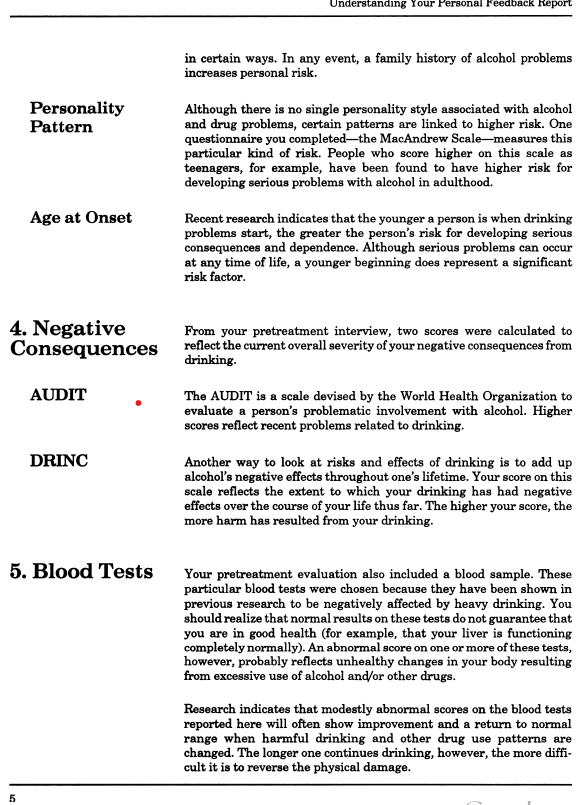 Understanding Your Personal Feedback Report
in certain ways. In any event, a family history of alcohol problems
increases personal risk.
Personality
Pattern
Although there is no single personality style associated with alcohol
and drug problems, certain patterns are linked to higher risk. One
questionnaire you completed—the MacAndrew Scale—measures this
particular kind of risk. People who score higher on this scale as
teenagers, for example, have been found to have higher risk for
developing serious problems with alcohol in adulthood.
Age at Onset
Recent research indicates that the younger a person is when drinking
problems start, the greater the person's risk for developing serious
consequences and dependence. Although serious problems can occur
at any time of life, a younger beginning does represent a significant
risk factor.
4. Negative
Consequences
From your pretreatment interview, two scores were calculated to
reflect the current overall severity of your negative consequences from
drinking.
AUDIT
The AUDIT is a scale devised by the World Health Organization to
evaluate a person's problematic involvement with alcohol. Higher
scores reflect recent problems related to drinking.
DRINC
Another way to look at risks and effects of drinking is to add up
alcohol's negative effects throughout one's lifetime. Your score on this
scale reflects the extent to which your drinking has had negative
effects over the course of your life thus far. The higher your score, the
more harm has resulted from your drinking.
5. Blood Tests
Your pretreatment evaluation also included a blood sample. These
particular blood tests were chosen because they have been shown in
previous research to be negatively affected by heavy drinking. You
should realize that normal results on these tests do not guarantee that
you are in good health (for example, that your liver is functioning
completely normally). An abnormal score on one or more of these tests,
however, probably reflects unhealthy changes in your body resulting
from excessive use of alcohol and/or other drugs.
Research indicates that modestly abnormal scores on the blood tests
reported here will often show improvement and a return to normal
range when harmful drinking and other drug use patterns are
changed. The longer one continues drinking, however, the more diffi-
cult it is to reverse the physical damage.
5